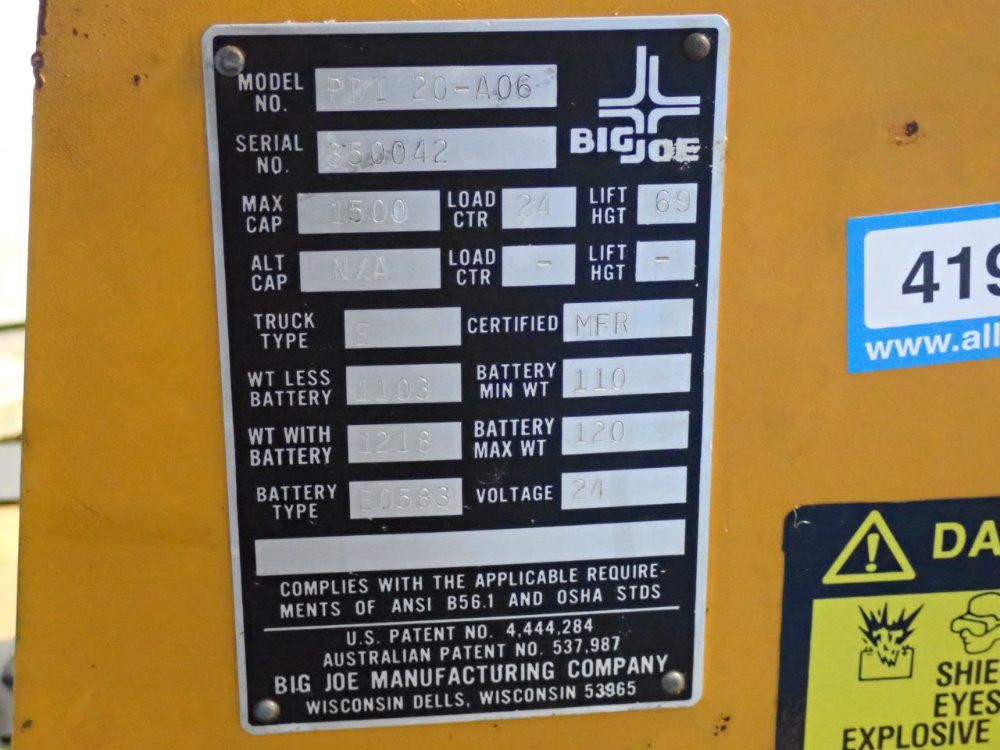 MODEL NO. PDI 20-A06
BIG JOE
SERIAL NO. 350042
MAX CAP 1500 LOAD CTR 24 LIFT HGT 69
ALT CAP N/A LOAD CTR - LIFT HGT -
TRUCK TYPE E CERTIFIED MFR
WT LESS BATTERY 1103 BATTERY MIN WT 110
WT WITH BATTERY 1218 BATTERY MAX WT 120
BATTERY TYPE E0583 VOLTAGE 24
COMPLIES WITH THE APPLICABLE REQUIRE-
MENTS OF ANSI B56.1 AND OSHA STDS
U.S. PATENT NO. 4,444,284
AUSTRALIAN PATENT NO. 537,987
BIG JOE MANUFACTURING COMPANY
WISCONSIN DELLS, WISCONSIN 53965
419
www.all
DA
SHIE
EYES
EXPLOSIVE